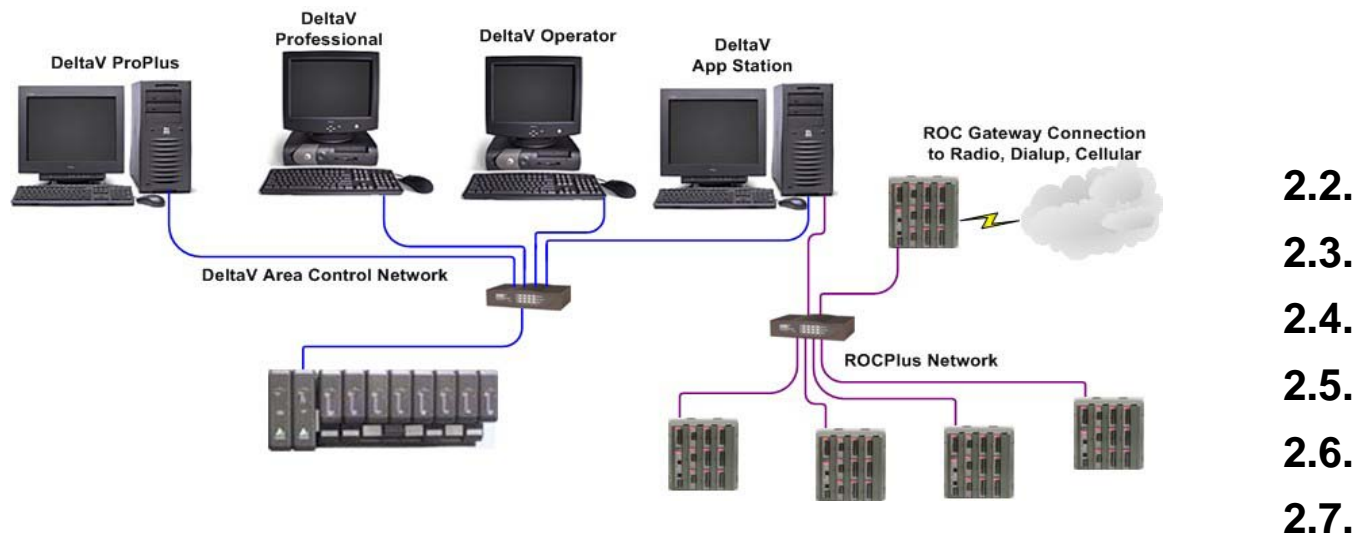 DeltaV
Professional
DeltaV ProPlus
DeltaV Operator
DeltaV
App Station
ROC Gateway Connection
to Radio, Dialup, Cellular
DeltaV Area Control Network
ROCPlus Network
2.2.
2.3.
2.4.
2.5.
2.6.
2.7.